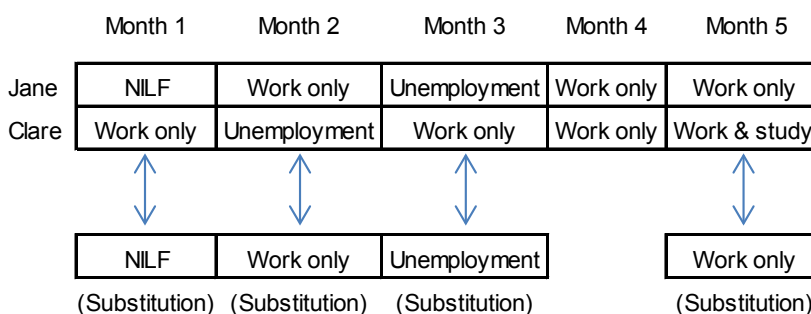 Month 1 Month 2 Month 3 Month 4 Month 5
Jane NILF Work only Unemployment Work only Work only
Clare Work only Unemployment Work only Work only Work & study
NILF Work only Unemployment Work only
(Substitution) (Substitution) (Substitution) (Substitution)